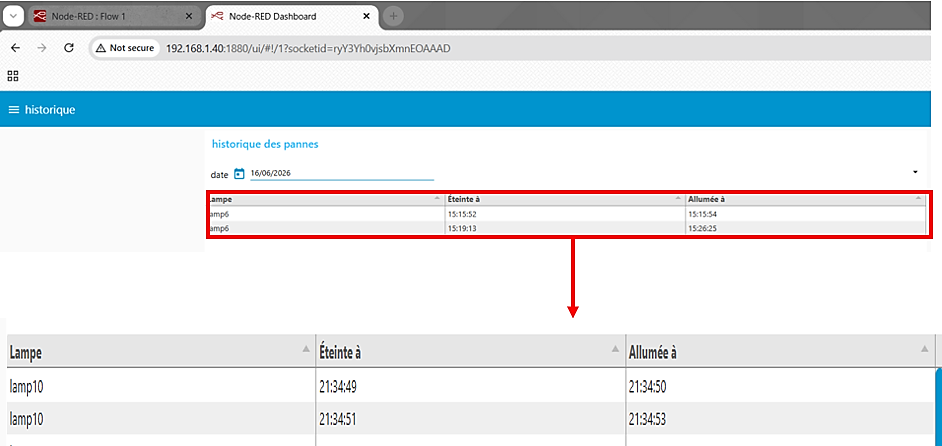 Node-RED : Flow 1
Node-RED Dashboard
Not secure 192.168.1.40:1880/ui/#!/1?socketid=ryY3Yh0vjsbXmnEOAAAD
historique
historique des pannes
date 16/06/2026
Lampe Éteinte à Allumée à
lamp6 15:15:52 15:15:54
lamp6 15:19:13 15:26:25
Lampe Éteinte à Allumée à
lamp10 21:34:49 21:34:50
lamp10 21:34:51 21:34:53